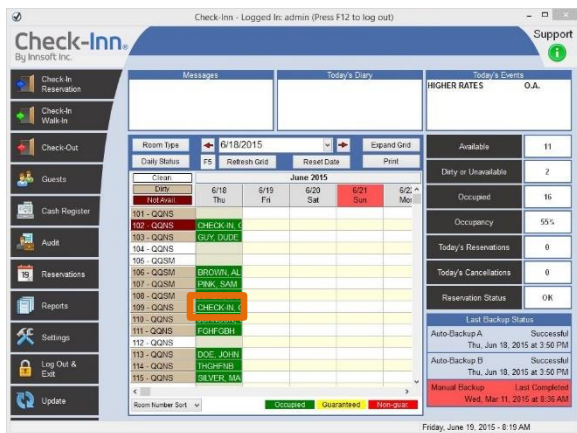 Check-Inn - Logged In: admin (Press F12 to log out)
Check-Inn®
By Innsoft Inc.
Support
Check-In
Reservation
Check-In
Walk-In
Check-Out
Guests
Cash Register
Audit
Reservations
Reports
Settings
Log Out &
Exit
Update
Messages
Today's Diary
Today's Events
HIGHER RATES O.A.
Room Type 6/18/2015 Expand Grid
Daily Status F5 Refresh Grid Reset Date Print
Clean June 2015
Dirty 6/18 6/19 6/20 6/21 6/22
Not Avail. Thu Fri Sat Sun Mon
101 - QQNS
102 - QQNS CHECK-IN, C
103 - QQNS GUY, DUDE
104 - QQNS
105 - QQSM
106 - QQSM BROWN, AL
107 - QQSM PINK, SAM
108 - QQSM
109 - QQNS CHECK-IN, C
110 - QQNS
111 - QQNS FGHFGBH
112 - QQNS
113 - QQNS DOE, JOHN
114 - QQNS THGHFNB
115 - QQNS SILVER, MA
Room Number Sort Occupied Guaranteed Non-guar.
Available 11
Dirty or Unavailable 2
Occupied 16
Occupancy 55%
Today's Reservations 0
Today's Cancellations 0
Reservation Status OK
Last Backup Status
Auto-Backup A Successful
Thu, Jun 18, 2015 at 3:50 PM
Auto-Backup B Successful
Thu, Jun 18, 2015 at 3:50 PM
Manual Backup Last Completed
Wed, Mar 11, 2015 at 8:36 AM
Friday, June 19, 2015 - 8:19 AM